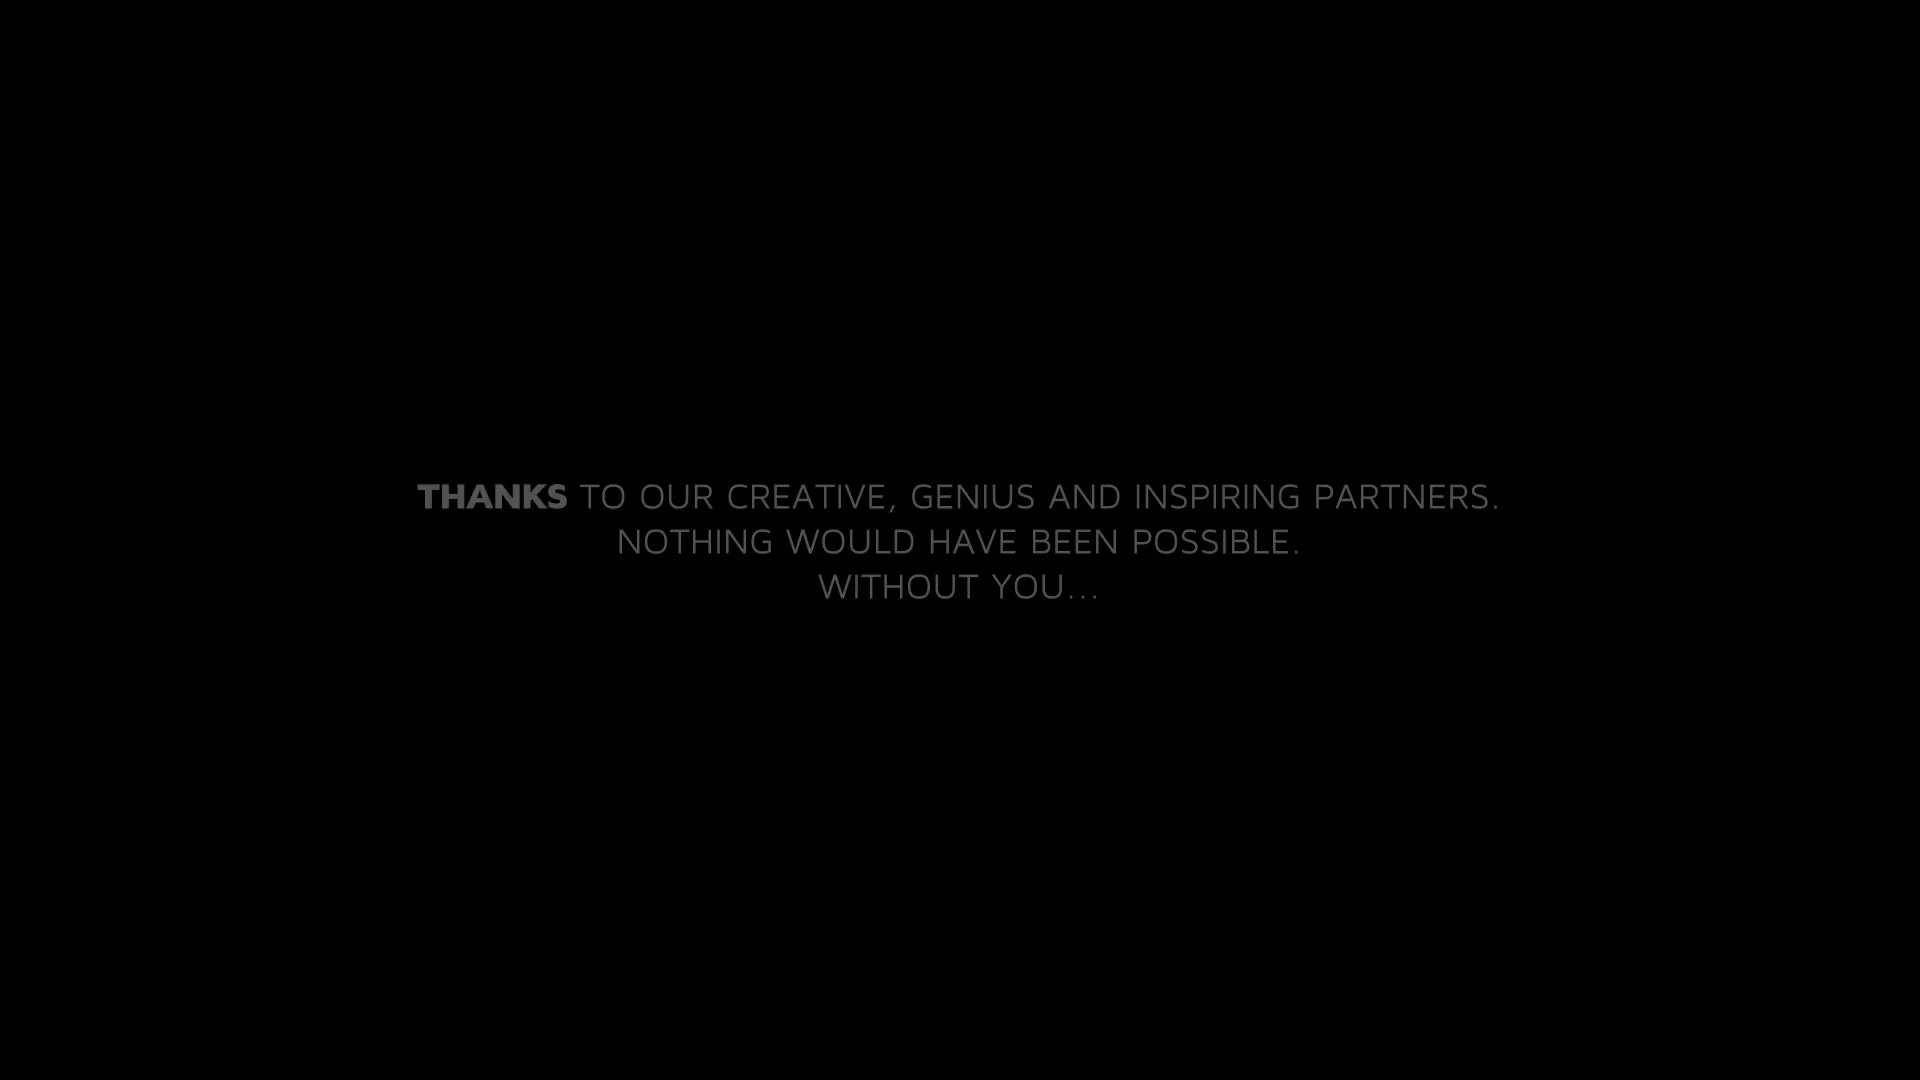 THANKS TO OUR CREATIVE, GENIUS AND INSPIRING PARTNERS.
NOTHING WOULD HAVE BEEN POSSIBLE.
WITHOUT YOU...